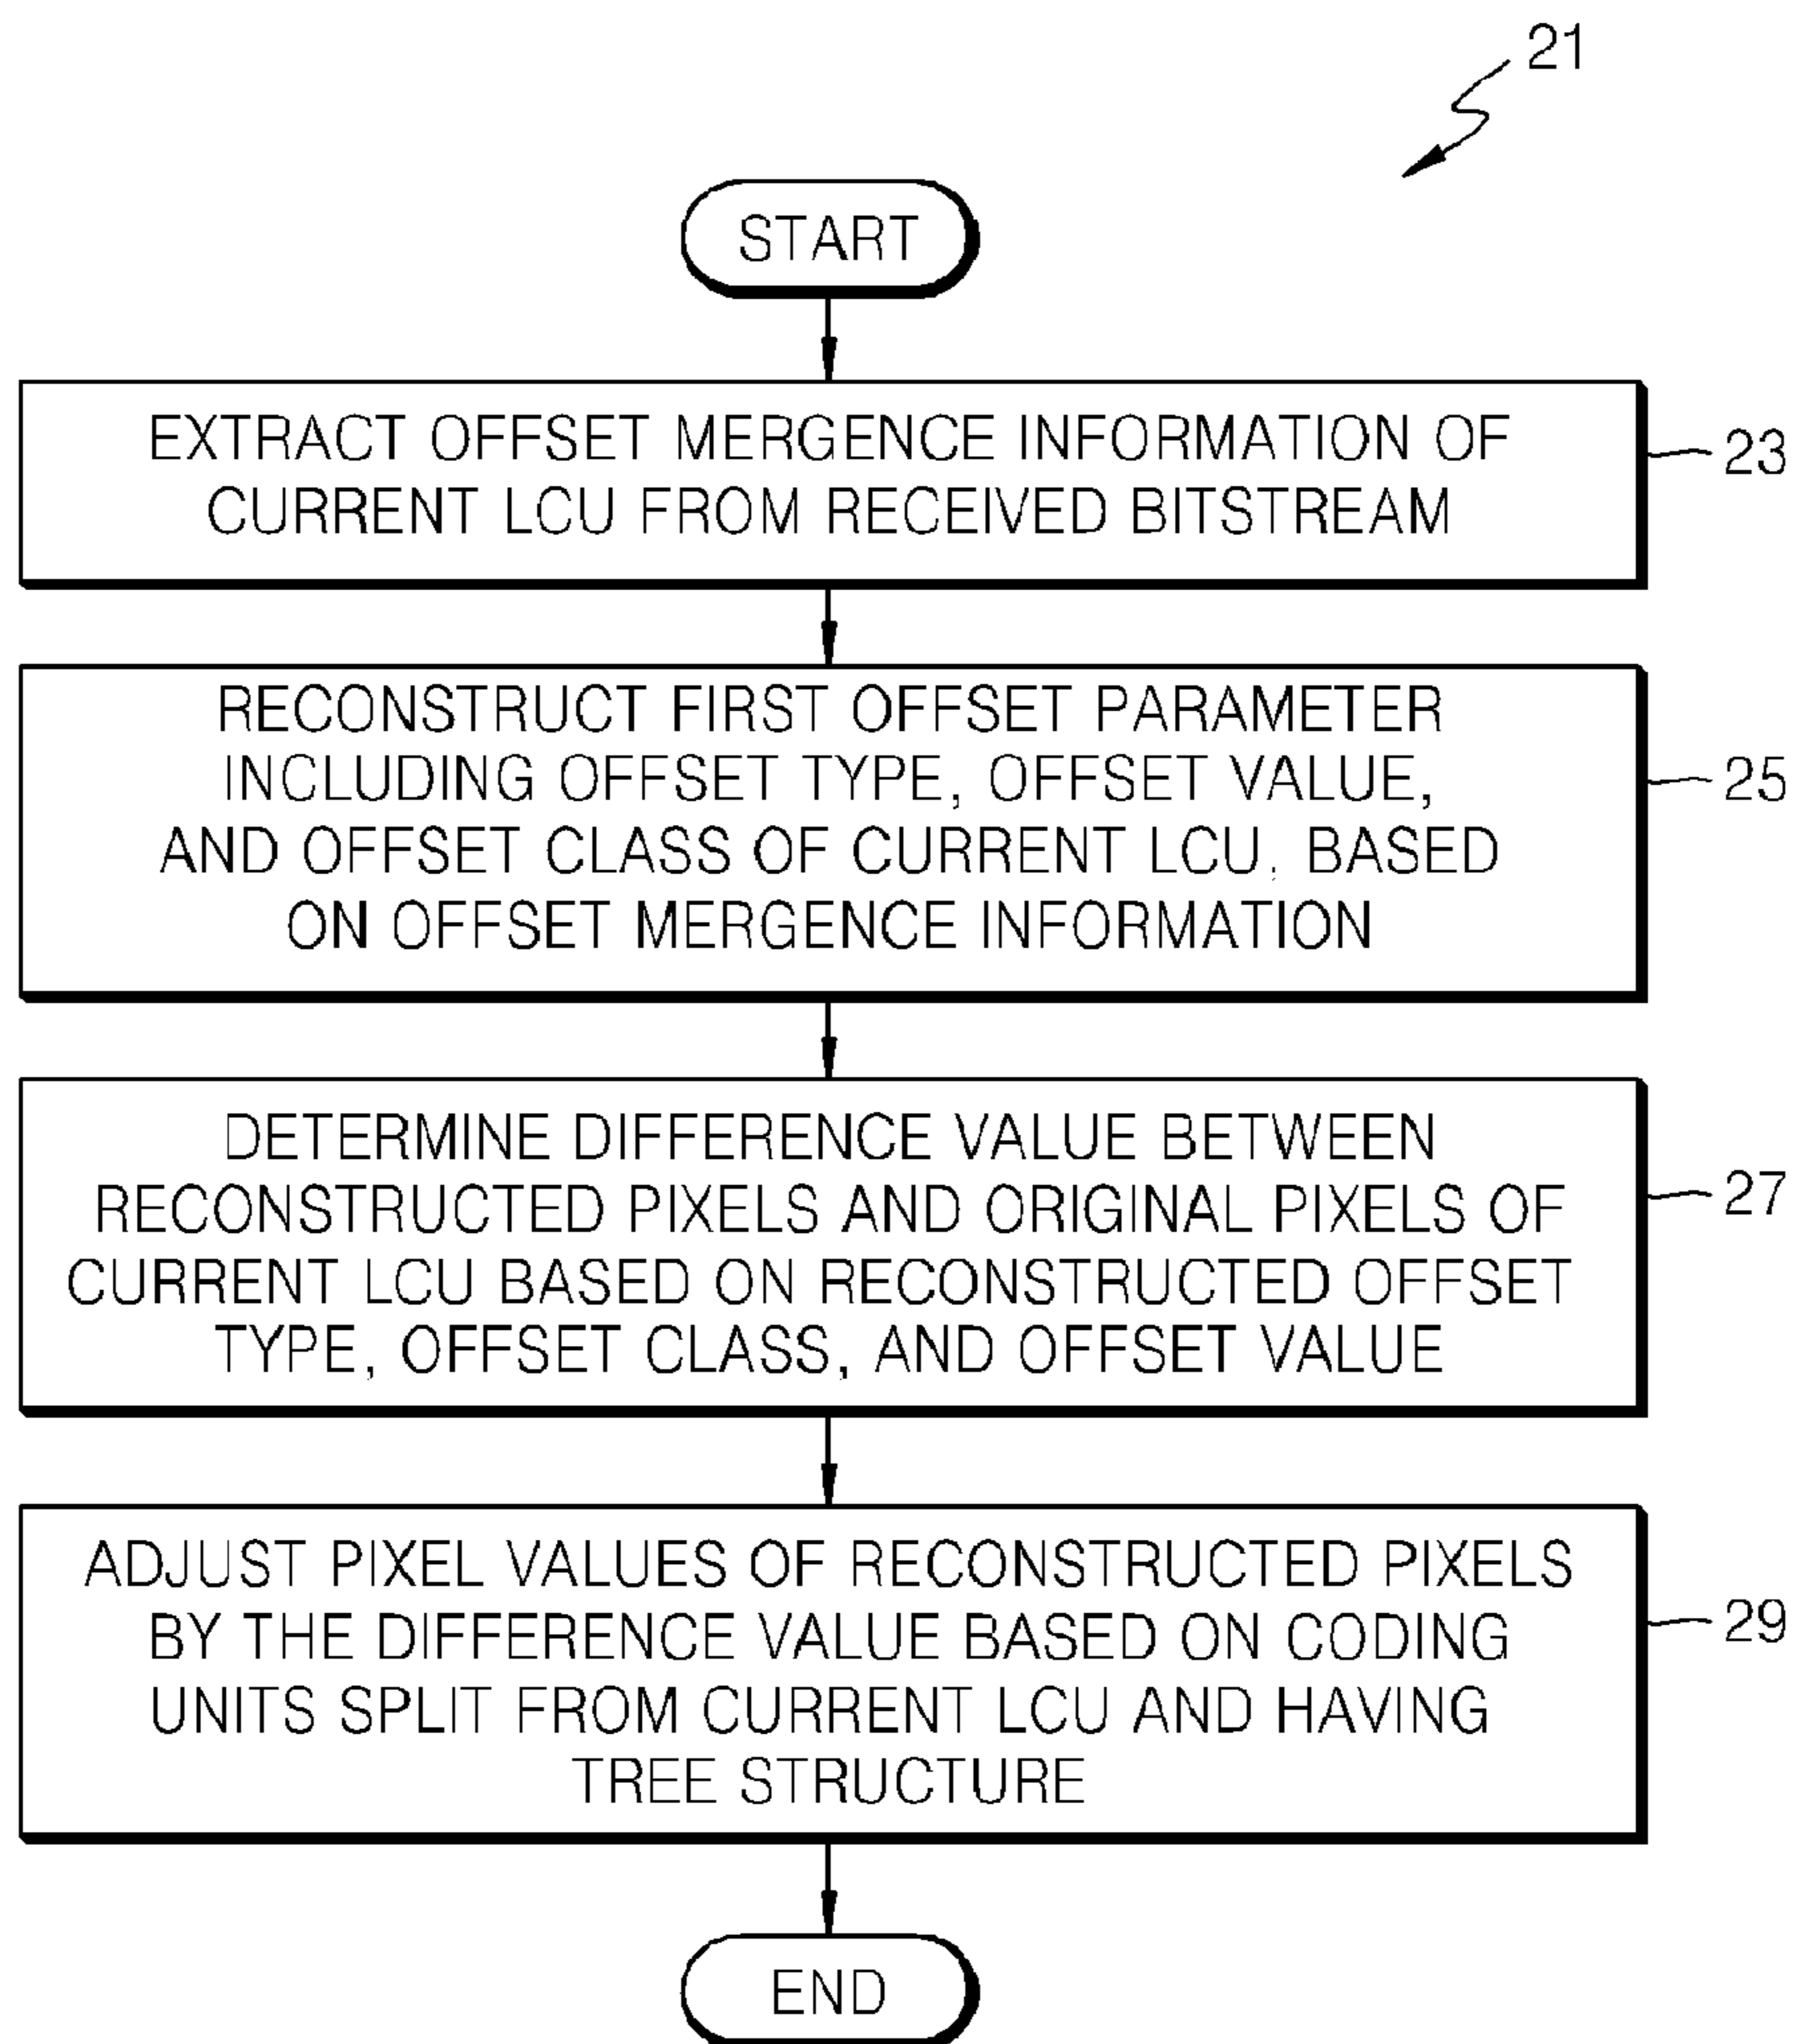 21
START
EXTRACT OFFSET MERGENCE INFORMATION OF
CURRENT LCU FROM RECEIVED BITSTREAM
23
RECONSTRUCT FIRST OFFSET PARAMETER
INCLUDING OFFSET TYPE, OFFSET VALUE,
AND OFFSET CLASS OF CURRENT LCU, BASED
ON OFFSET MERGENCE INFORMATION
25
DETERMINE DIFFERENCE VALUE BETWEEN
RECONSTRUCTED PIXELS AND ORIGINAL PIXELS OF
CURRENT LCU BASED ON RECONSTRUCTED OFFSET
TYPE, OFFSET CLASS, AND OFFSET VALUE
27
ADJUST PIXEL VALUES OF RECONSTRUCTED PIXELS
BY THE DIFFERENCE VALUE BASED ON CODING
UNITS SPLIT FROM CURRENT LCU AND HAVING
TREE STRUCTURE
29
END